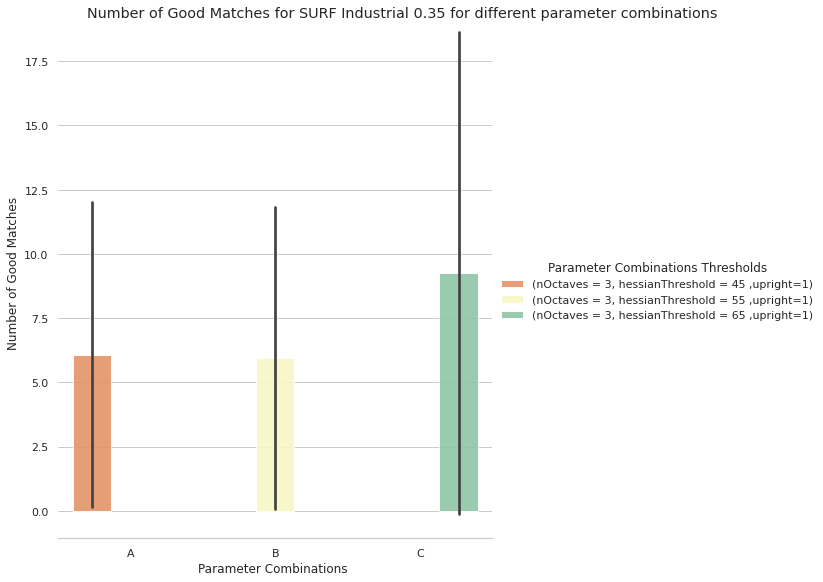 Number of Good Matches for SURF Industrial 0.35 for different parameter combinations
17.5
15.0
12.5
10.0
7.5
5.0
2.5
0.0
Number of Good Matches
A B C
Parameter Combinations
Parameter Combinations Thresholds
(nOctaves = 3, hessianThreshold = 45 ,upright=1)
(nOctaves = 3, hessianThreshold = 55 ,upright=1)
(nOctaves = 3, hessianThreshold = 65 ,upright=1)